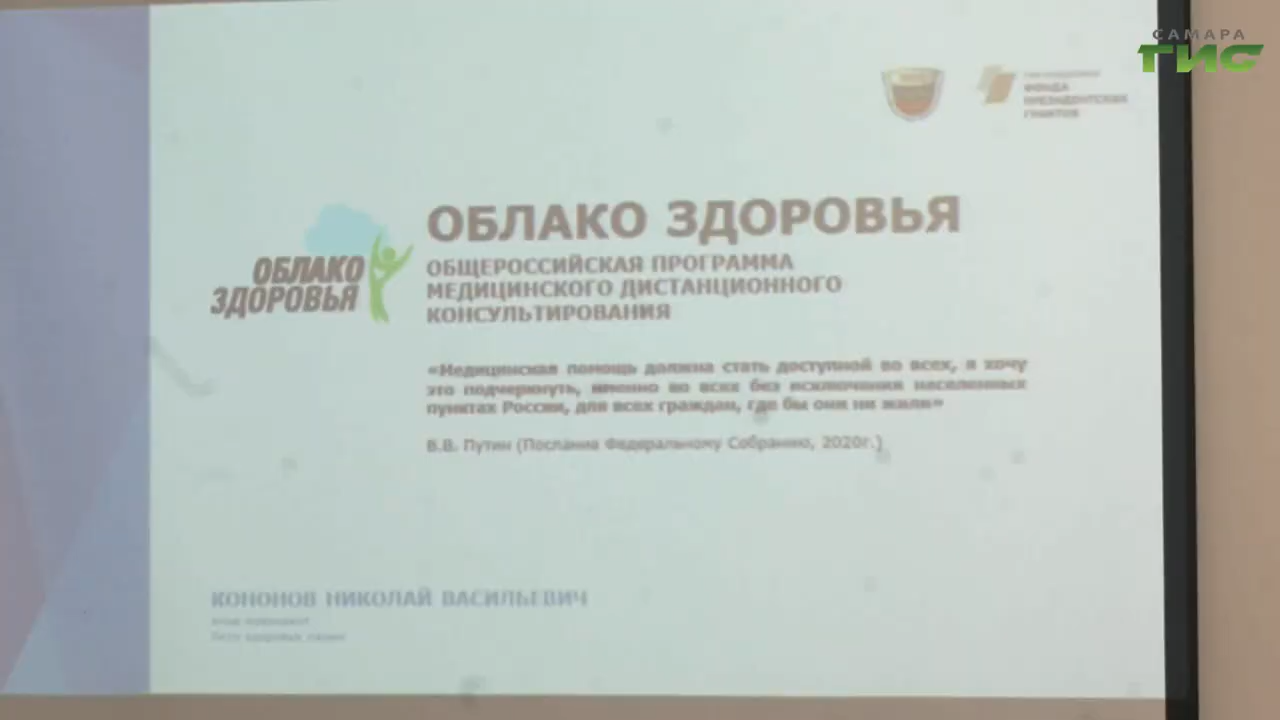 САМАРА
ГИС
ФОНДА
ПРЕЗИДЕНТСКИХ
ГРАНТОВ
ОБЛАКО
ЗДОРОВЬЯ
ОБЛАКО ЗДОРОВЬЯ
ОБЩЕРОССИЙСКАЯ ПРОГРАММА
МЕДИЦИНСКОГО ДИСТАНЦИОННОГО
КОНСУЛЬТИРОВАНИЯ
«Медицинская помощь должна стать доступной во всех, я хочу
это подчеркнуть, именно во всех без исключения населенных
пунктах России, для всех граждан, где бы они ни жили»
В.В. Путин (Послание Федеральному Собранию, 2020г.)
КОНОНОВ НИКОЛАЙ ВАСИЛЬЕВИЧ